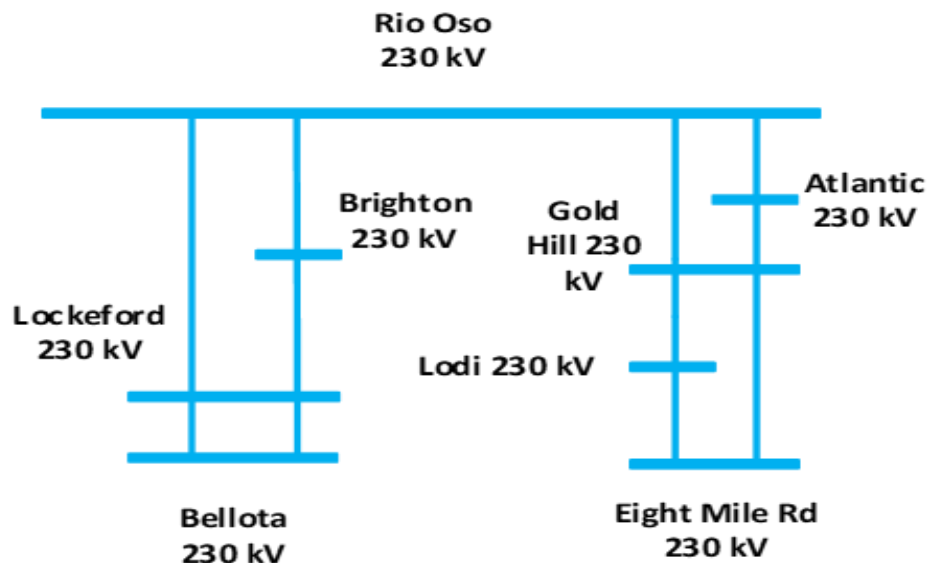 Rio Oso
230 kV
Atlantic
230 kV
Brighton
230 kV
Gold
Hill 230
kV
Lockeford
230 kV
Lodi 230 kV
Bellota
230 kV
Eight Mile Rd
230 kV